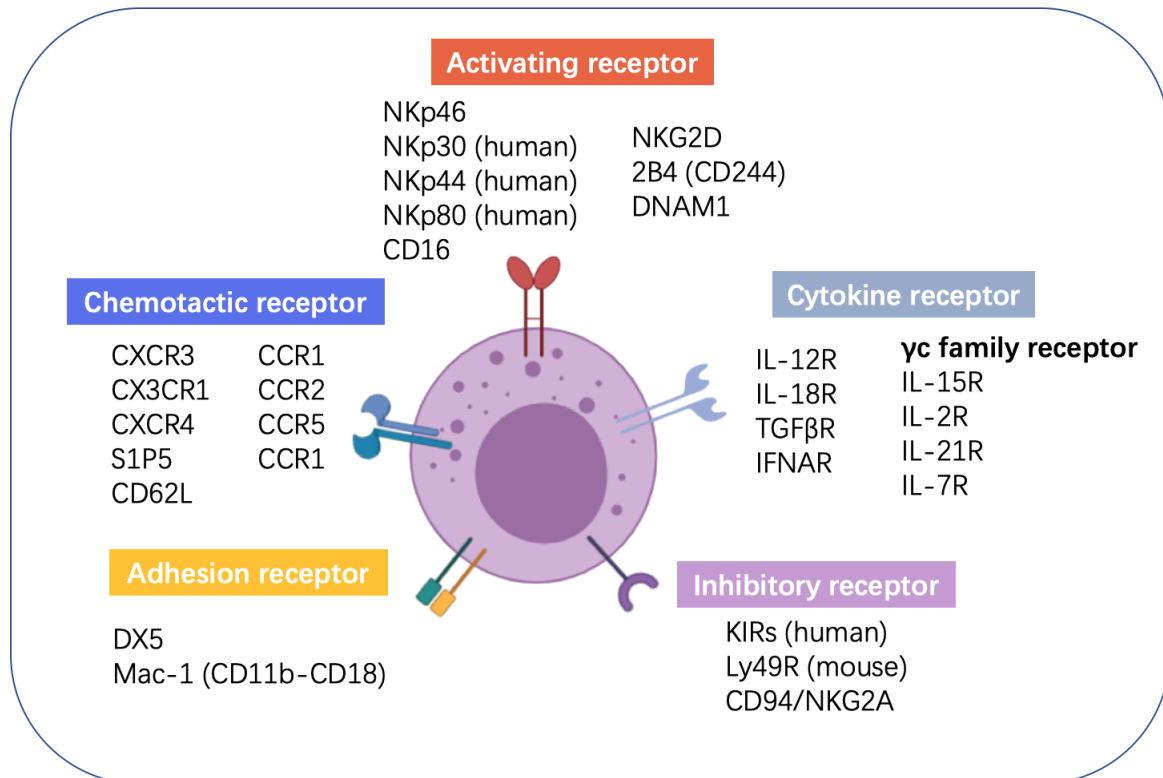 Activating receptor
NKp46
NKp30 (human)
NKp44 (human)
NKp80 (human)
CD16
NKG2D
2B4 (CD244)
DNAM1
Chemotactic receptor
CXCR3
CX3CR1
CXCR4
S1P5
CD62L
CCR1
CCR2
CCR5
CCR1
Cytokine receptor
IL-12R
IL-18R
TGFβR
IFNAR
γc family receptor
IL-15R
IL-2R
IL-21R
IL-7R
Adhesion receptor
DX5
Mac-1 (CD11b-CD18)
Inhibitory receptor
KIRs (human)
Ly49R (mouse)
CD94/NKG2A